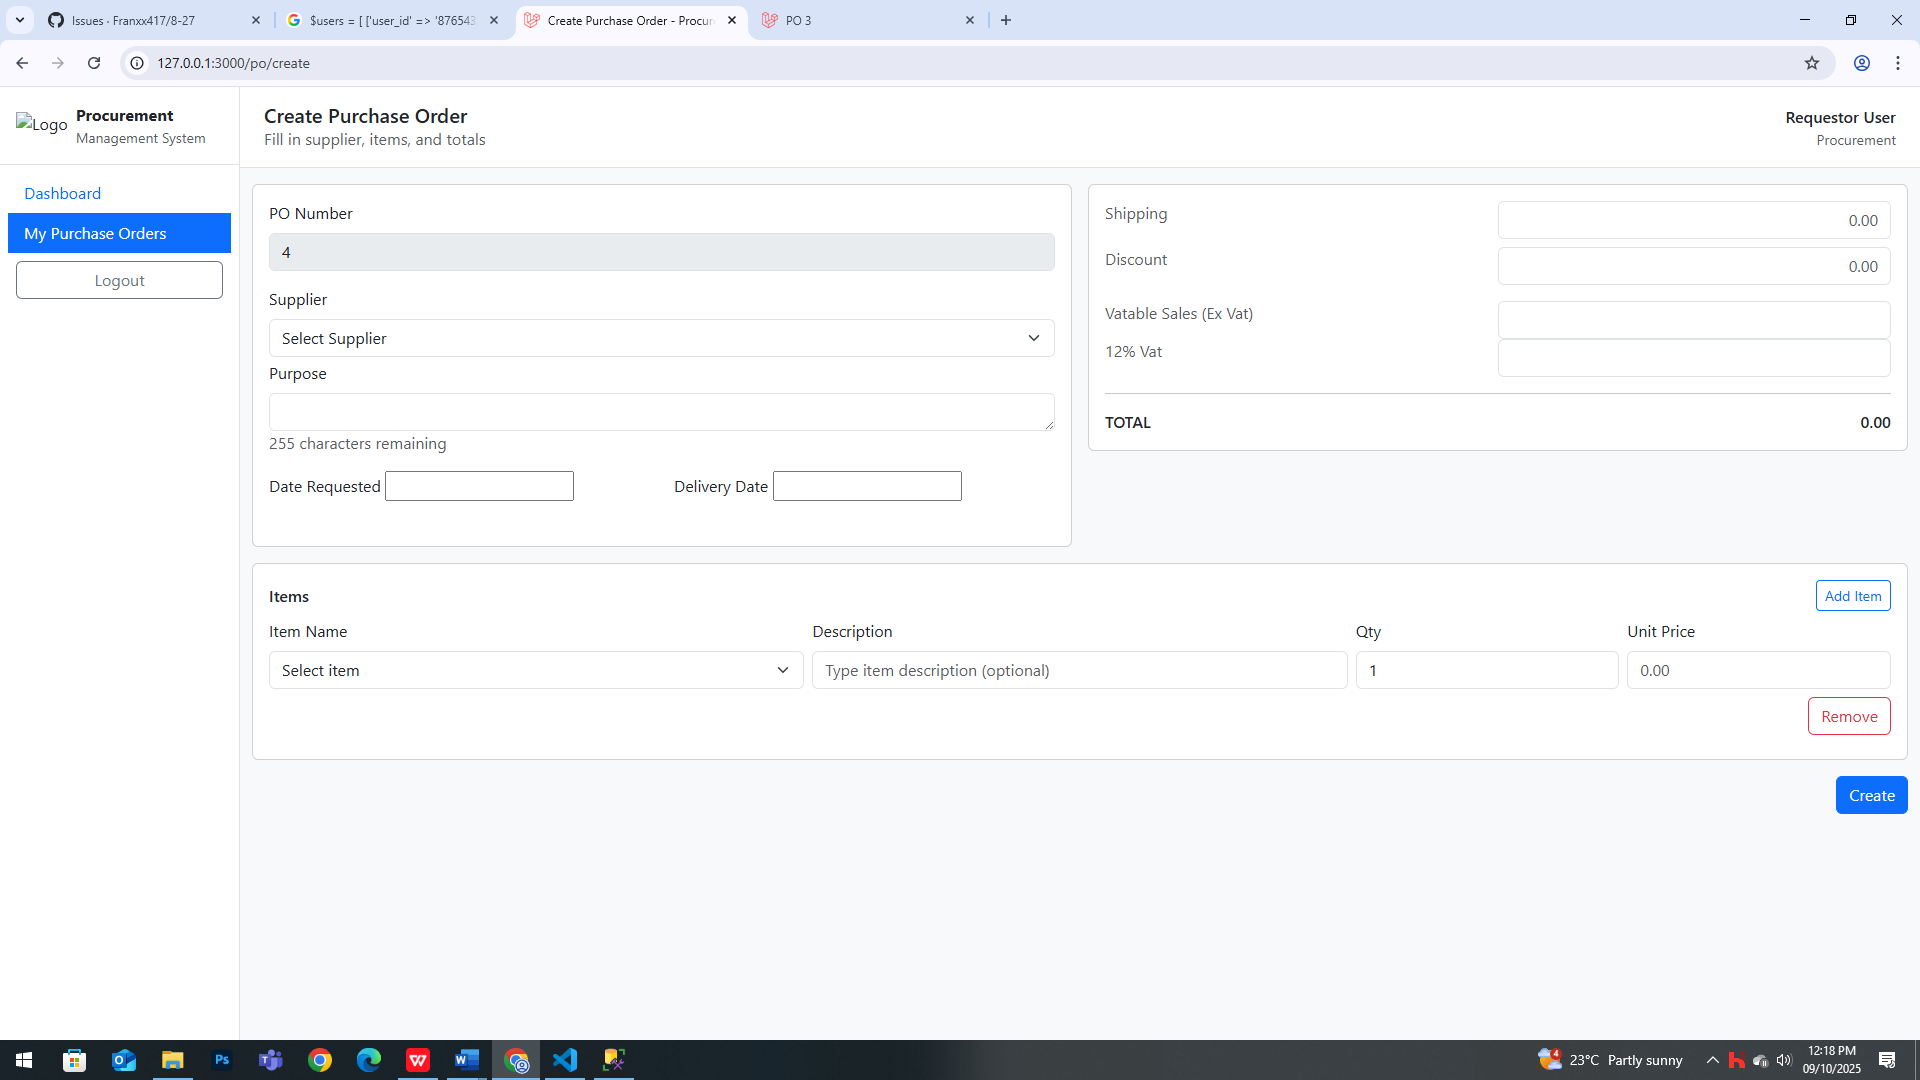 Issues · Franxx417/8-27
$users = [ ['user_id' => '876543
Create Purchase Order - Procur
PO 3
127.0.0.1:3000/po/create
Logo
Procurement
Management System
Dashboard
My Purchase Orders
Logout
Create Purchase Order
Fill in supplier, items, and totals
Requestor User
Procurement
PO Number
4
Supplier
Select Supplier
Purpose
255 characters remaining
Date Requested
Delivery Date
Shipping
0.00
Discount
0.00
Vatable Sales (Ex Vat)
12% Vat
TOTAL
0.00
Items
Add Item
Item Name
Description
Qty
Unit Price
Select item
Type item description (optional)
1
0.00
Remove
Create
Ps
W
W
4
23°C Partly sunny
12:18 PM
09/10/2025